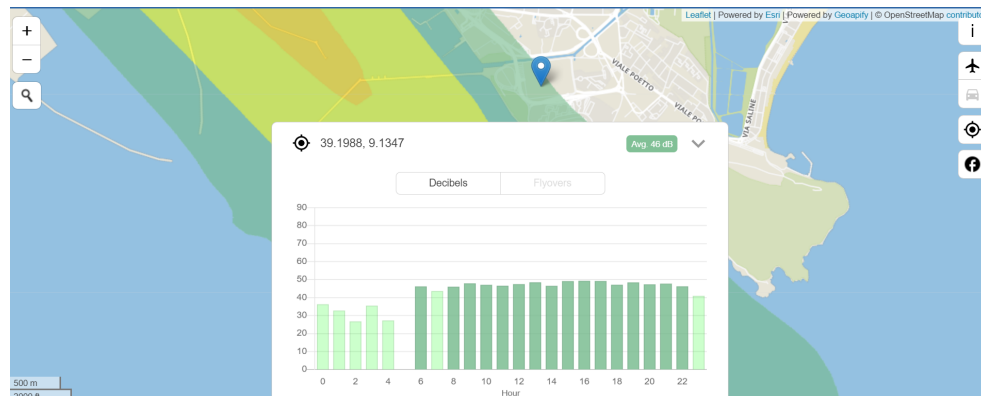 Leaflet | Powered by Esri | Powered by Geoapify | © OpenStreetMap
+
−
i
VIALE POETTO
VIALE
VIA SALINE
39.1988, 9.1347
Avg. 46 dB
Decibels
Flyovers
90
80
70
60
50
40
30
20
10
0
0 2 4 6 8 10 12 14 16 18 20 22
Hour
500 m